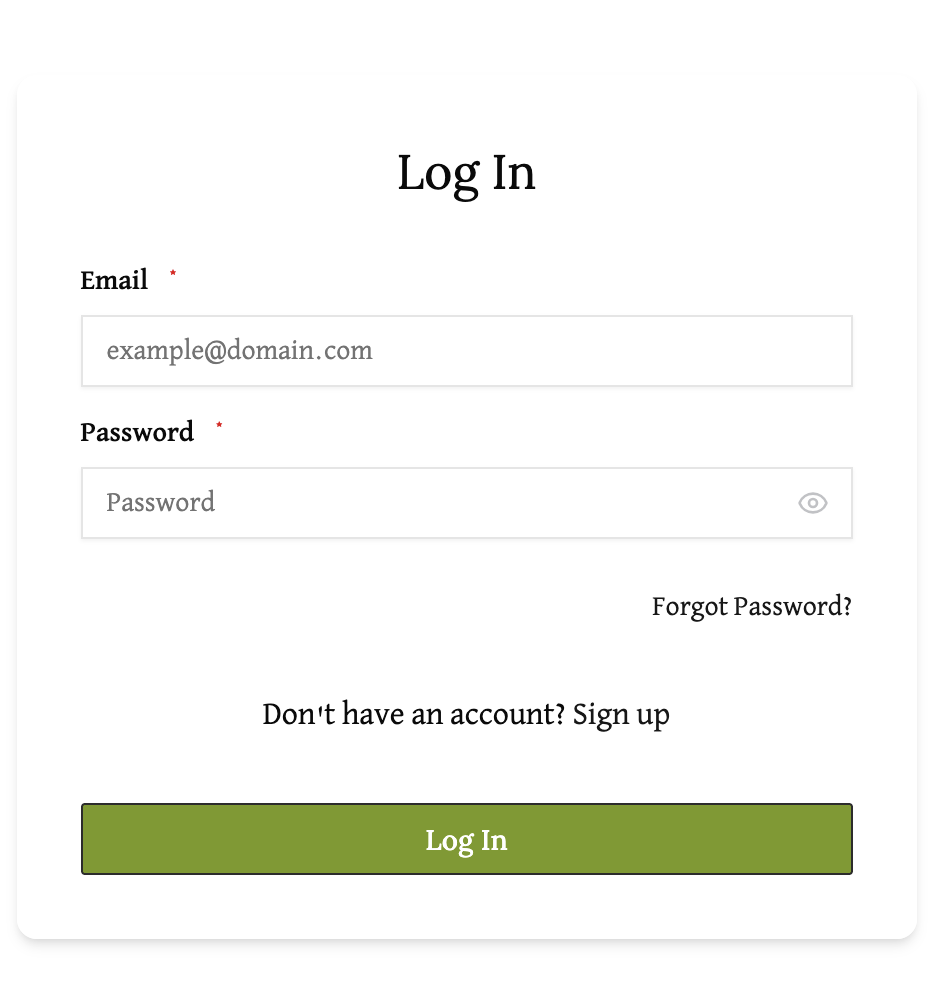 Log In
Email *
example@domain.com
Password *
Password
Forgot Password?
Don't have an account? Sign up
Log In